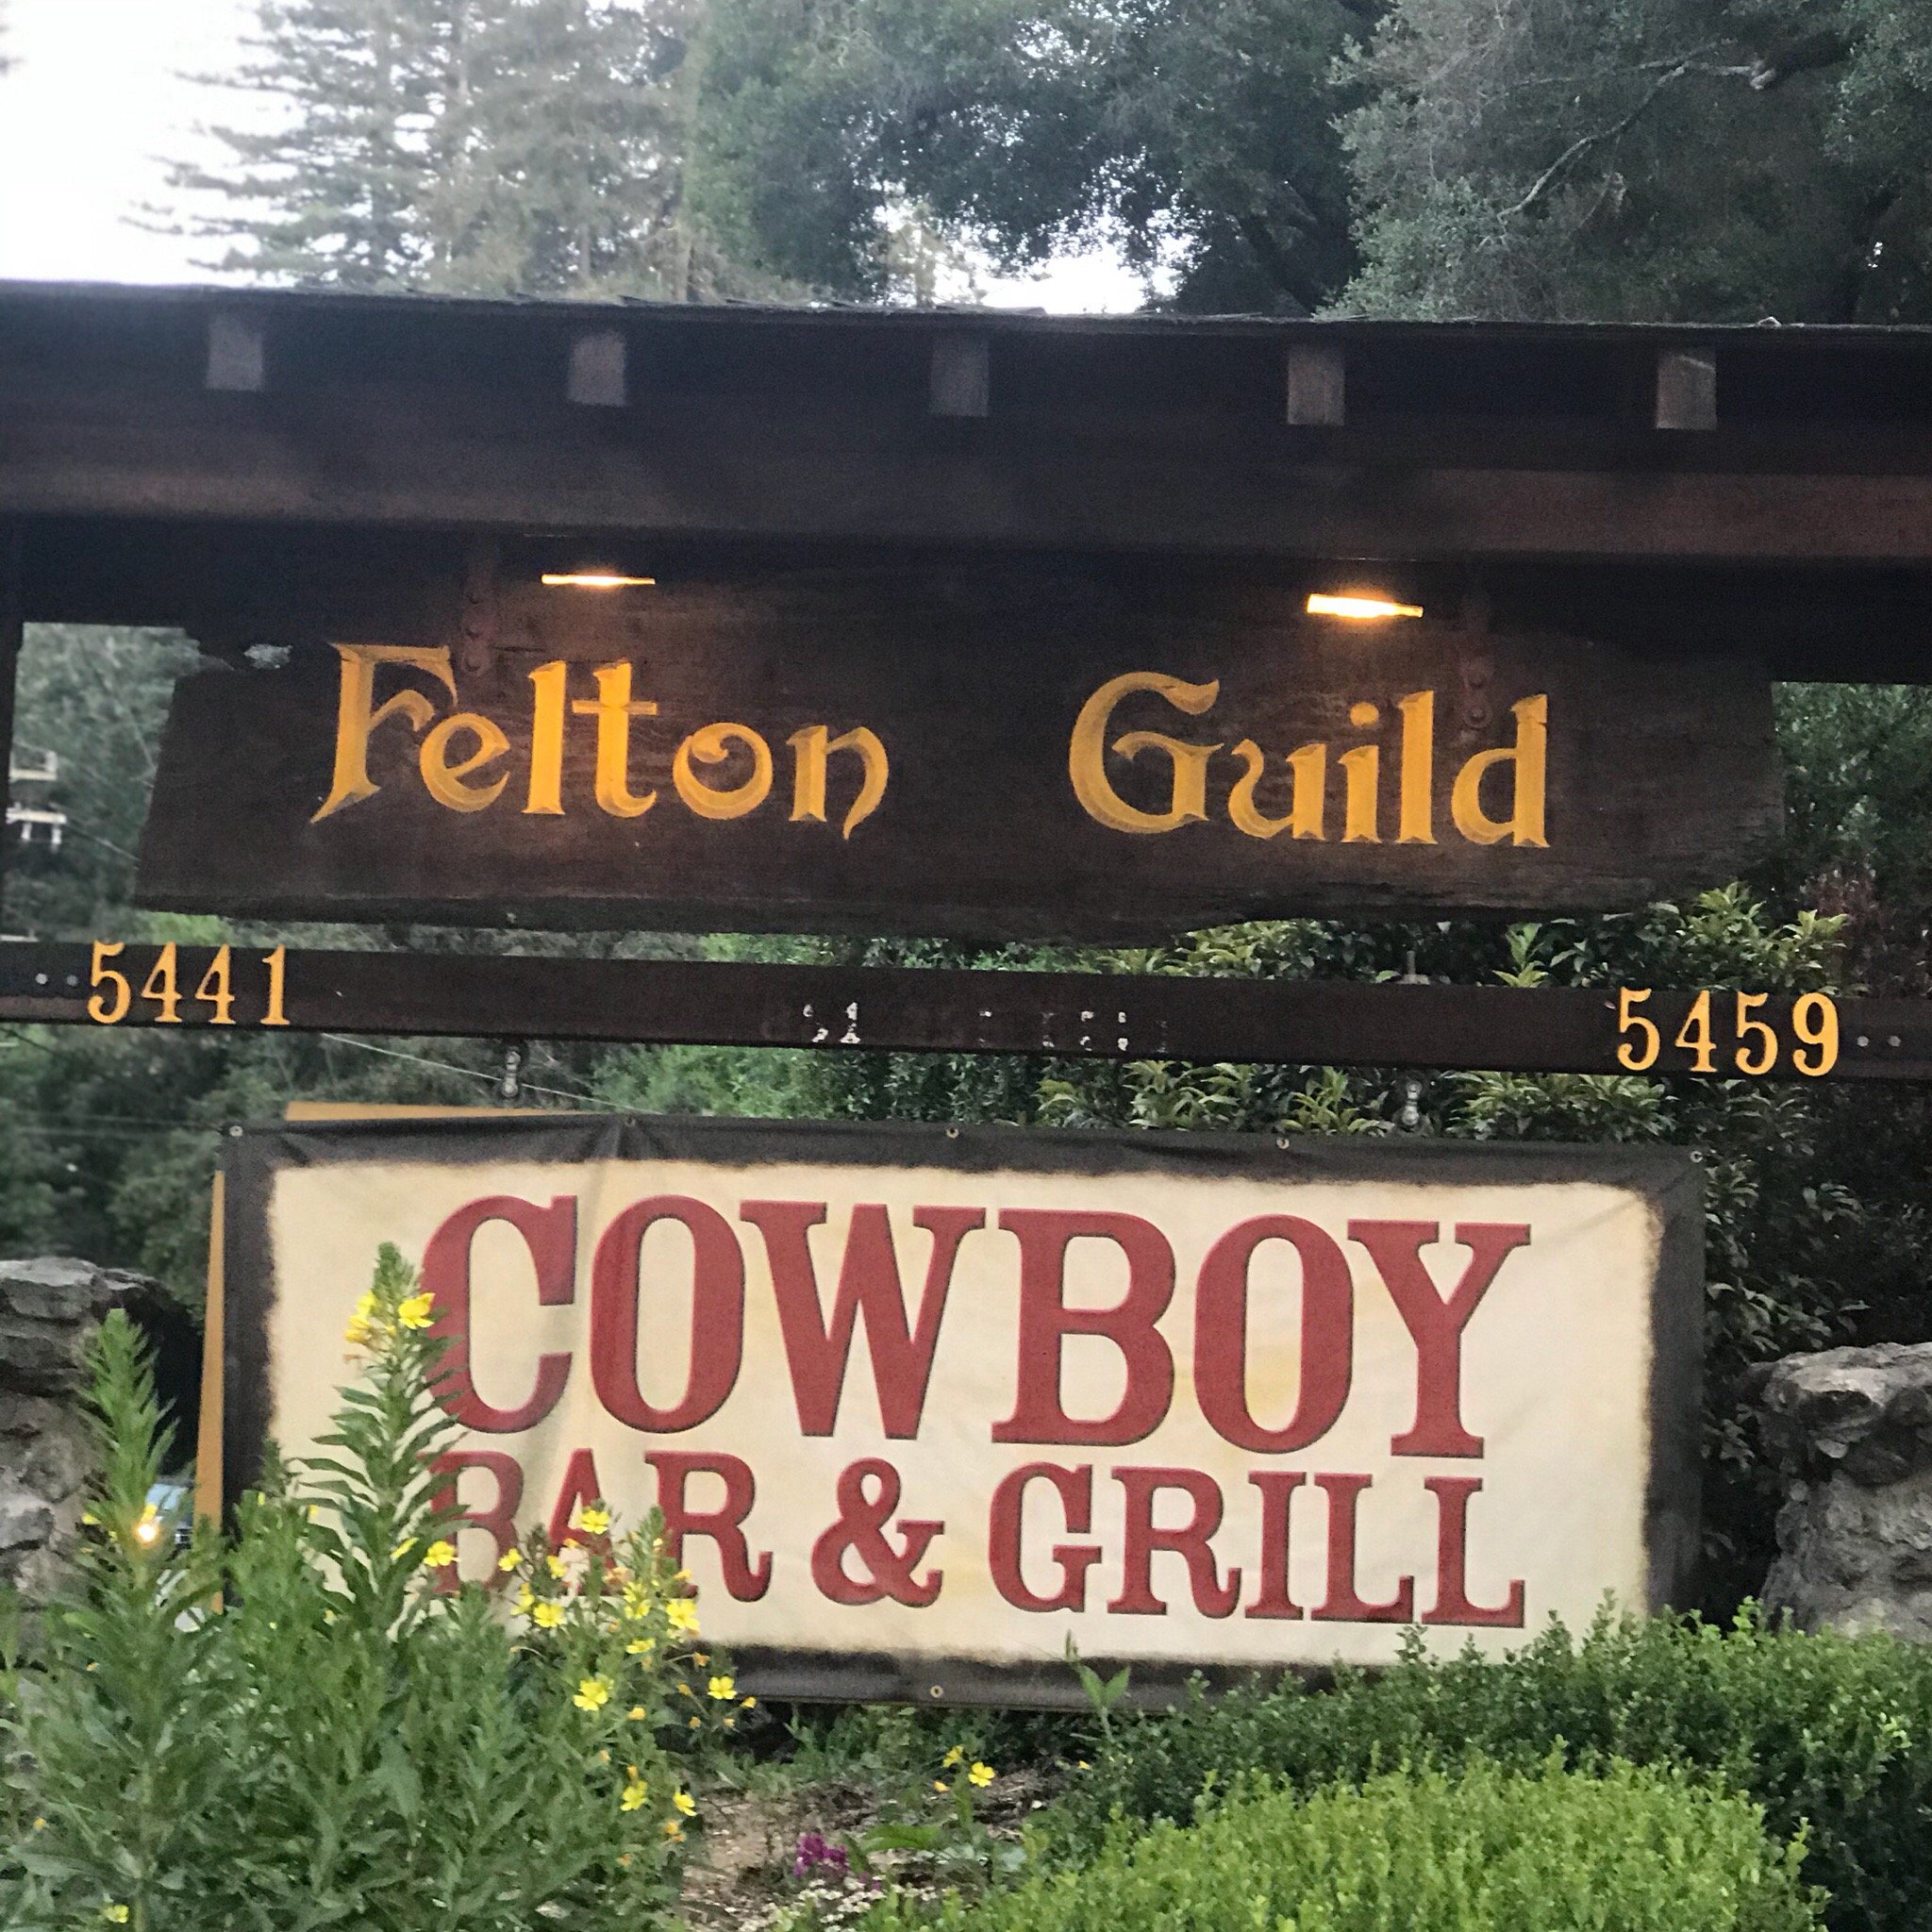 Felton Guild
5441 5459
COWBOY
BAR & GRILL